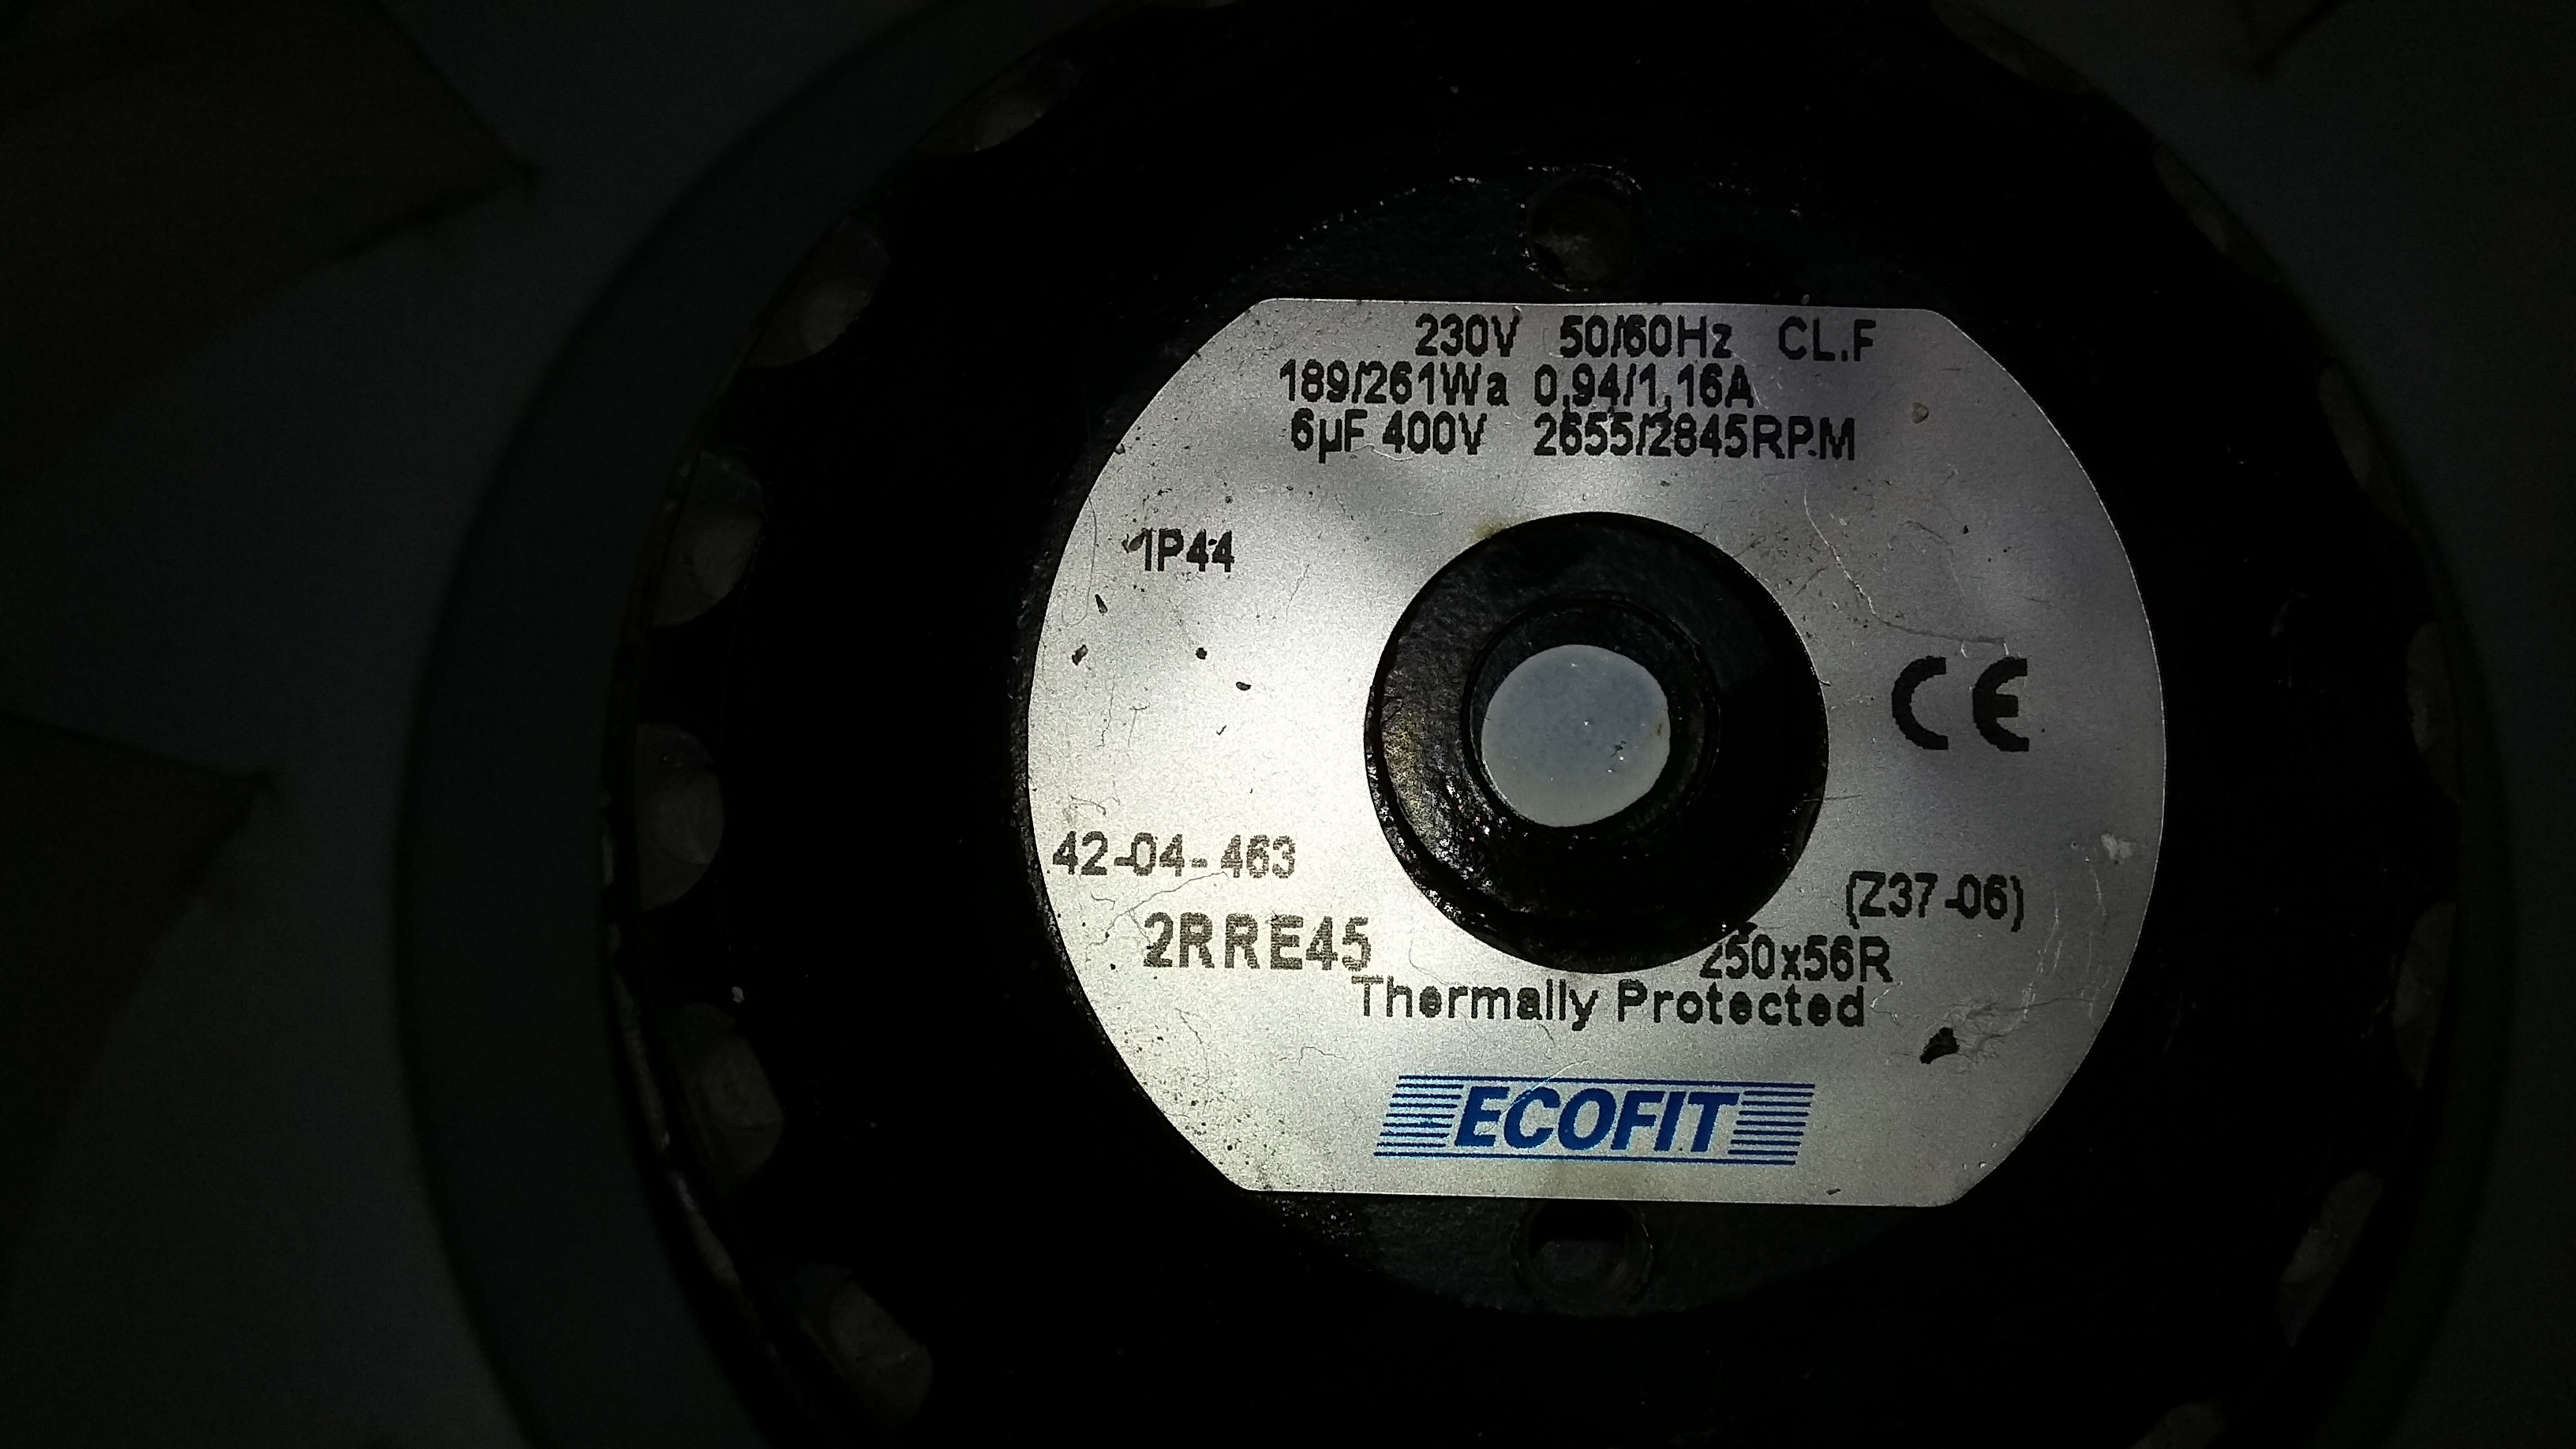 230V 50/60Hz CL.F
189/261Wa 0,94/1,16A
6µF 400V 2655/2845RPM
IP44
CE
42-04-463
(Z37-06)
2RRE45 250x56R
Thermally Protected
ECOFIT